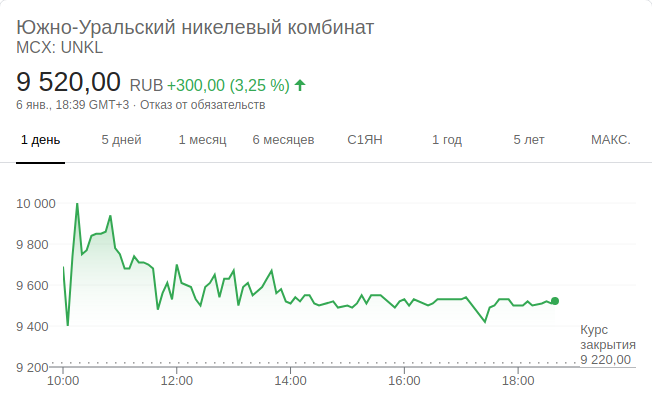 Южно-Уральский никелевый комбинат
MCX: UNKL
9 520,00 RUB +300,00 (3,25 %)
6 янв., 18:39 GMT+3 · Отказ от обязательств
1 день 5 дней 1 месяц 6 месяцев С1ЯН 1 год 5 лет МАКС.
10 000
9 800
9 600
9 400
Курс
закрытия
9 220,00
9 200
10:00 12:00 14:00 16:00 18:00